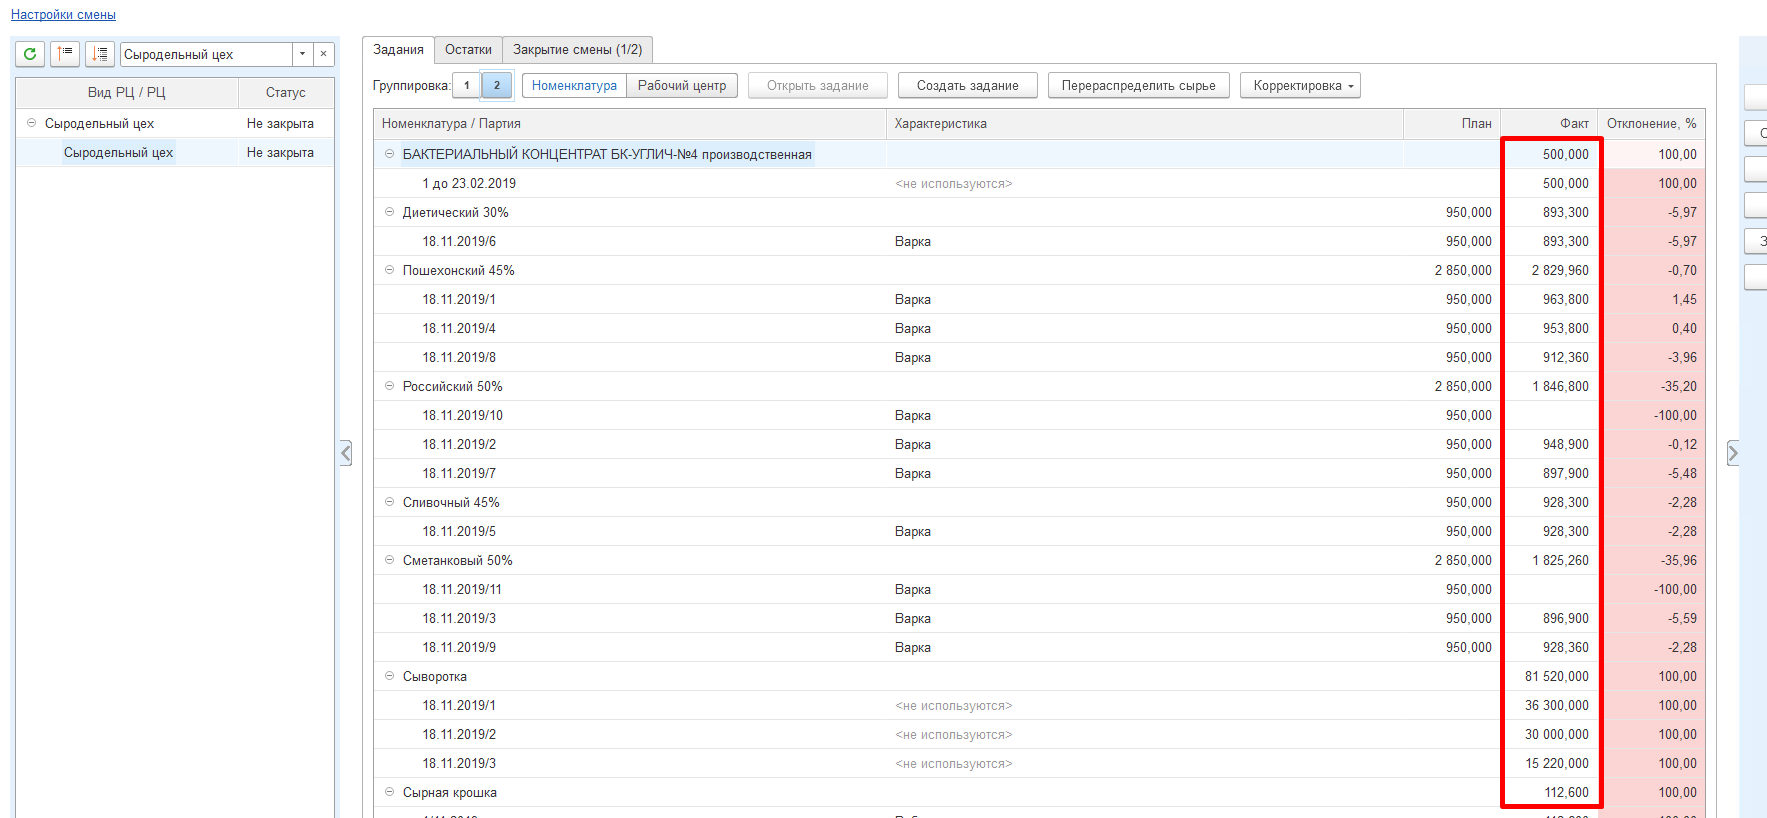 Настройки смены
Сыродельный цех
Вид РЦ / РЦ Статус
Сыродельный цех Не закрыта
Сыродельный цех Не закрыта
Задания Остатки Закрытие смены (1/2)
Группировка: 1 2 Номенклатура Рабочий центр Открыть задание Создать задание Перераспределить сырье Корректировка
Номенклатура / Партия Характеристика План Факт Отклонение, %
БАКТЕРИАЛЬНЫЙ КОНЦЕНТРАТ БК-УГЛИЧ-№4 производственная 500,000 100,00
1 до 23.02.2019 <не используются> 500,000 100,00
Диетический 30% 950,000 893,300 -5,97
18.11.2019/6 Варка 950,000 893,300 -5,97
Пошехонский 45% 2 850,000 2 829,960 -0,70
18.11.2019/1 Варка 950,000 963,800 1,45
18.11.2019/4 Варка 950,000 953,800 0,40
18.11.2019/8 Варка 950,000 912,360 -3,96
Российский 50% 2 850,000 1 846,800 -35,20
18.11.2019/10 Варка 950,000 -100,00
18.11.2019/2 Варка 950,000 948,900 -0,12
18.11.2019/7 Варка 950,000 897,900 -5,48
Сливочный 45% 950,000 928,300 -2,28
18.11.2019/5 Варка 950,000 928,300 -2,28
Сметанковый 50% 2 850,000 1 825,260 -35,96
18.11.2019/11 Варка 950,000 -100,00
18.11.2019/3 Варка 950,000 896,900 -5,59
18.11.2019/9 Варка 950,000 928,360 -2,28
Сыворотка 81 520,000 100,00
18.11.2019/1 <не используются> 36 300,000 100,00
18.11.2019/2 <не используются> 30 000,000 100,00
18.11.2019/3 <не используются> 15 220,000 100,00
Сырная крошка 112,600 100,00